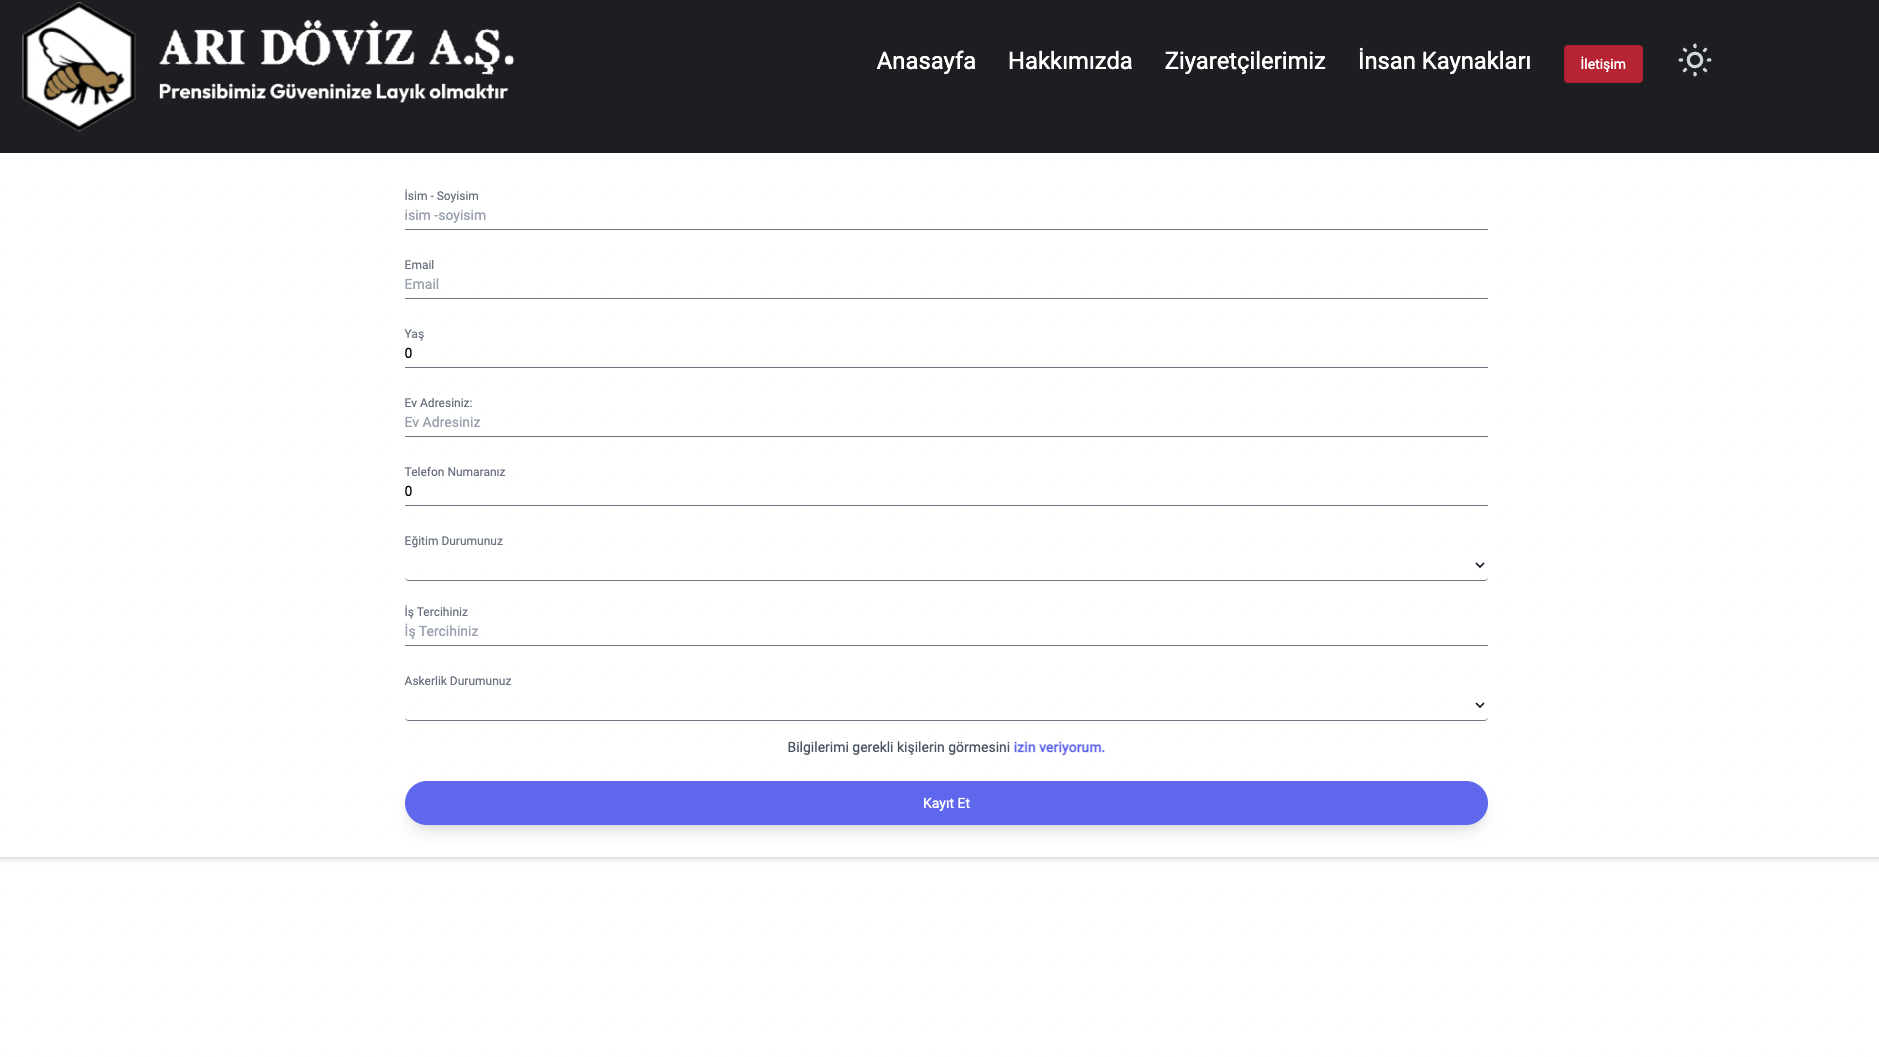 ARI DÖVİZ A.Ş.
Prensibimiz Güveninize Layık olmaktır
Anasayfa Hakkımızda Ziyaretçilerimiz İnsan Kaynakları İletişim
İsim - Soyisim
isim -soyisim
Email
Email
Yaş
0
Ev Adresiniz:
Ev Adresiniz
Telefon Numaranız
0
Eğitim Durumunuz
İş Tercihiniz
İş Tercihiniz
Askerlik Durumunuz
Bilgilerimi gerekli kişilerin görmesini izin veriyorum.
Kayıt Et